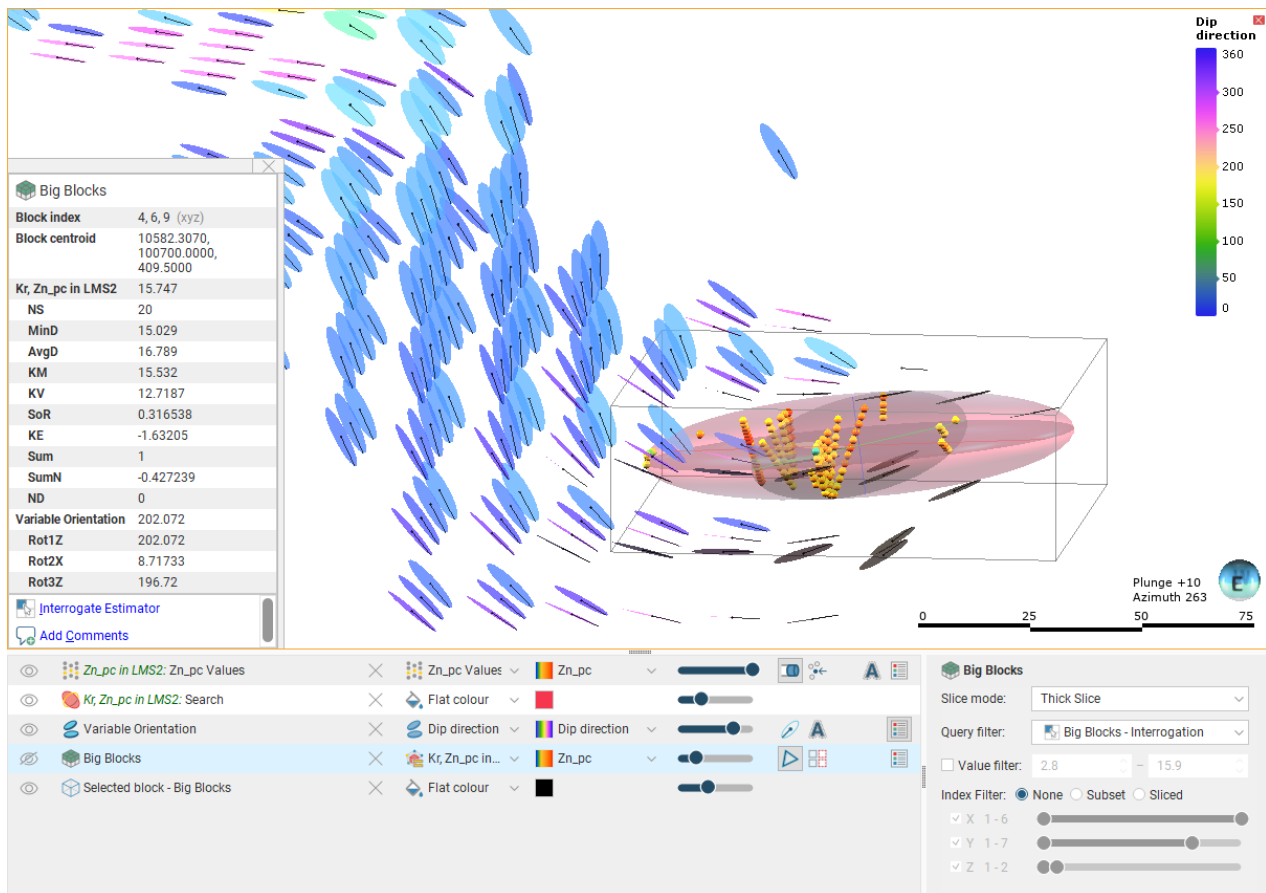 Dip
direction
360
300
250
200
150
100
50
0
Big Blocks
Block index 4, 6, 9 (xyz)
Block centroid 10582.3070,
100700.0000,
409.5000
Kr, Zn_pc in LMS2 15.747
NS 20
MinD 15.029
AvgD 16.789
KM 15.532
KV 12.7187
SoR 0.316538
KE -1.63205
Sum 1
SumN -0.427239
ND 0
Variable Orientation 202.072
Rot1Z 202.072
Rot2X 8.71733
Rot3Z 196.72
Interrogate Estimator
Add Comments
Plunge +10
Azimuth 263
E
0 25 50 75
Zn_pc in LMS2: Zn_pc Values Zn_pc Values Zn_pc A
Kr, Zn_pc in LMS2: Search Flat colour
Variable Orientation Dip direction Dip direction A
Big Blocks Kr, Zn_pc in... Zn_pc
Selected block - Big Blocks Flat colour
Big Blocks
Slice mode: Thick Slice
Query filter: Big Blocks - Interrogation
Value filter: 2.8 – 15.9
Index Filter: None Subset Sliced
X 1 - 6
Y 1 - 7
Z 1 - 2